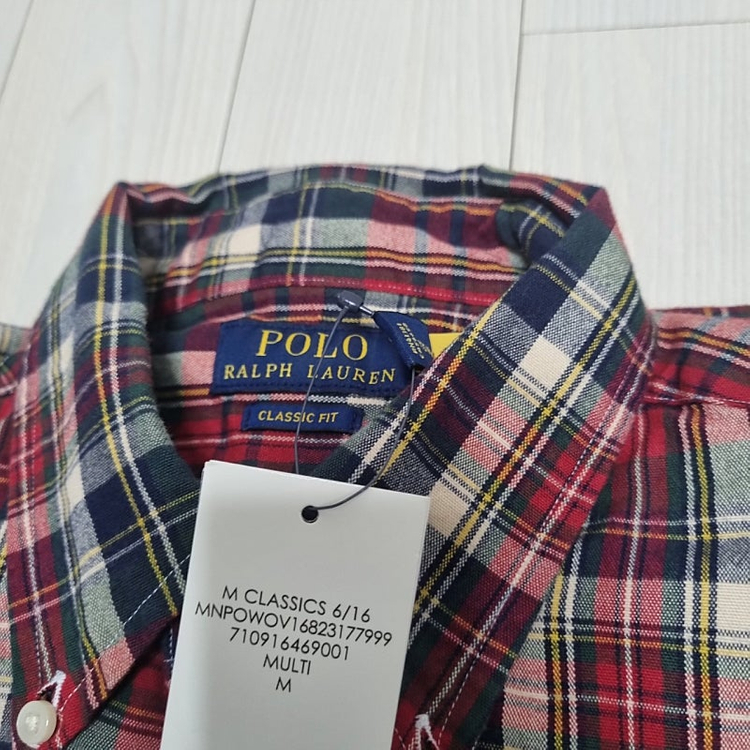 POLO
RALPH LAUREN
CLASSIC FIT
M CLASSICS 6/16
MNPOWOV16823177999
710916469001
MULTI
M